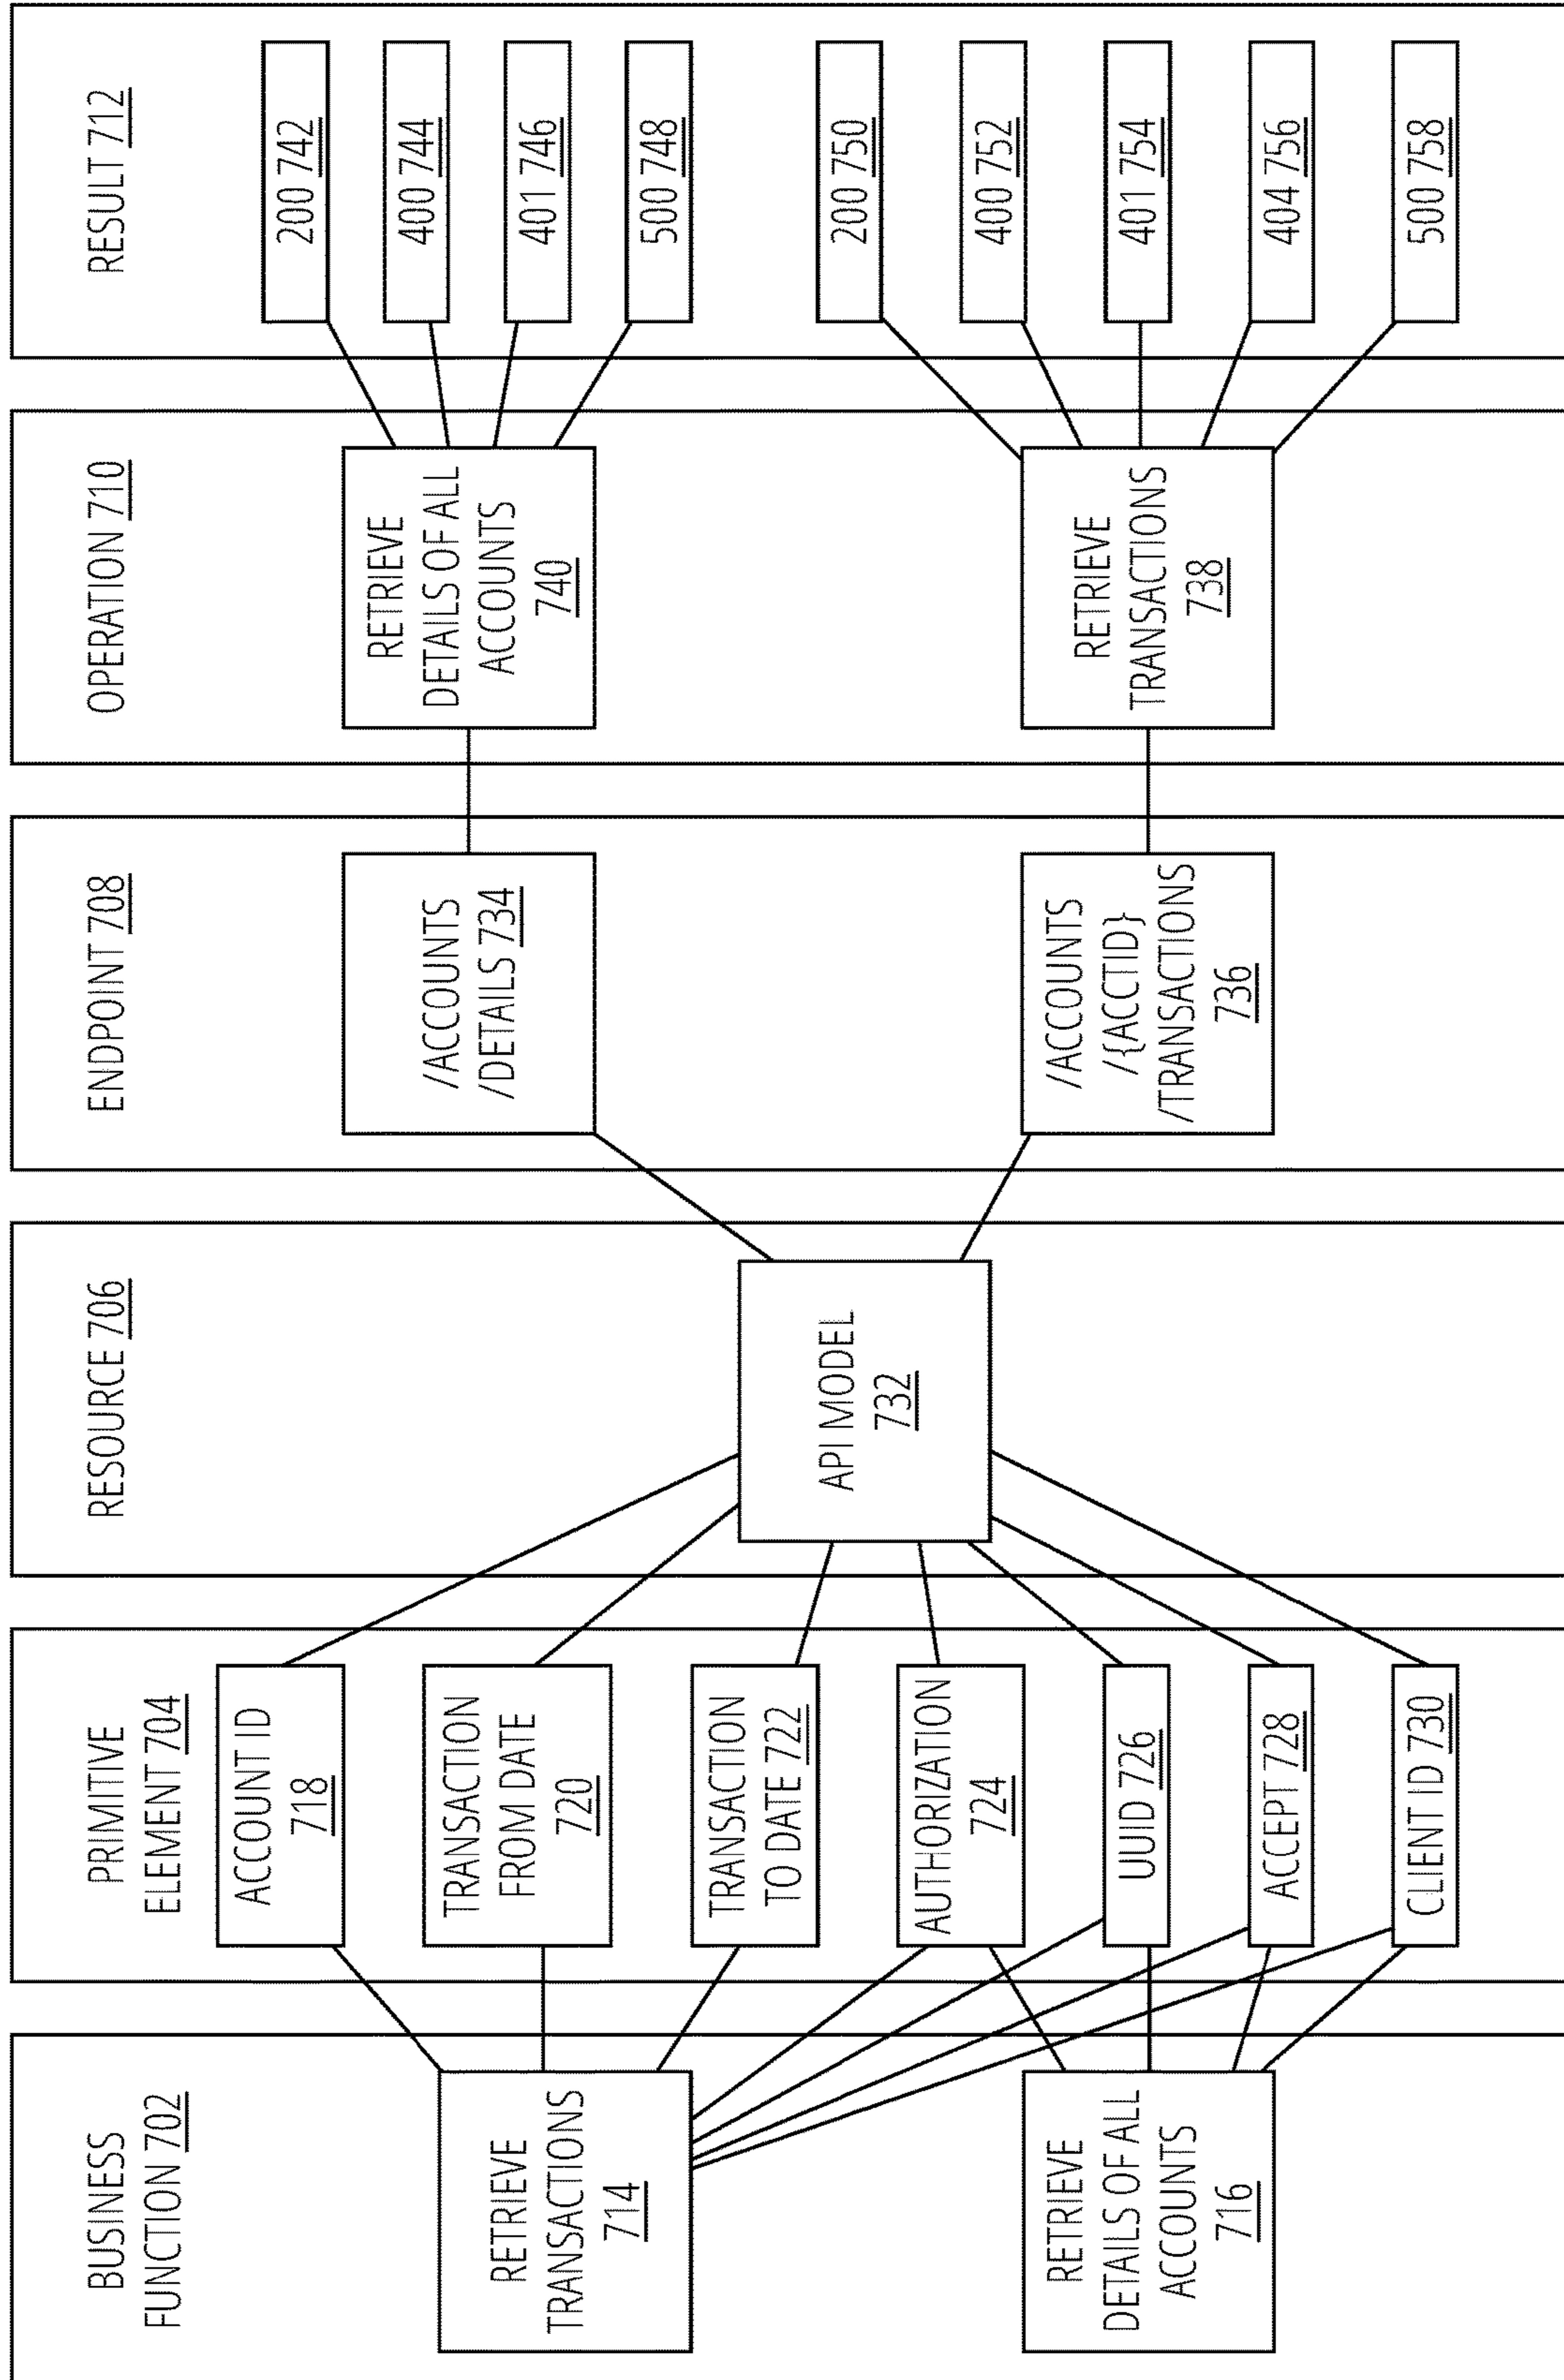 BUSINESS
FUNCTION 702
RETRIEVE
TRANSACTIONS
714
RETRIEVE
DETAILS OF ALL
ACCOUNTS
716
PRIMITIVE
ELEMENT 704
ACCOUNT ID
718
TRANSACTION
FROM DATE
720
TRANSACTION
TO DATE 722
AUTHORIZATION
724
UUID 726
ACCEPT 728
CLIENT ID 730
RESOURCE 706
API MODEL
732
ENDPOINT 708
/ACCOUNTS
/DETAILS 734
/ACCOUNTS
/{ACCTID}
/TRANSACTIONS
736
OPERATION 710
RETRIEVE
DETAILS OF ALL
ACCOUNTS
740
RETRIEVE
TRANSACTIONS
738
RESULT 712
200 742
400 744
401 746
500 748
200 750
400 752
401 754
404 756
500 758